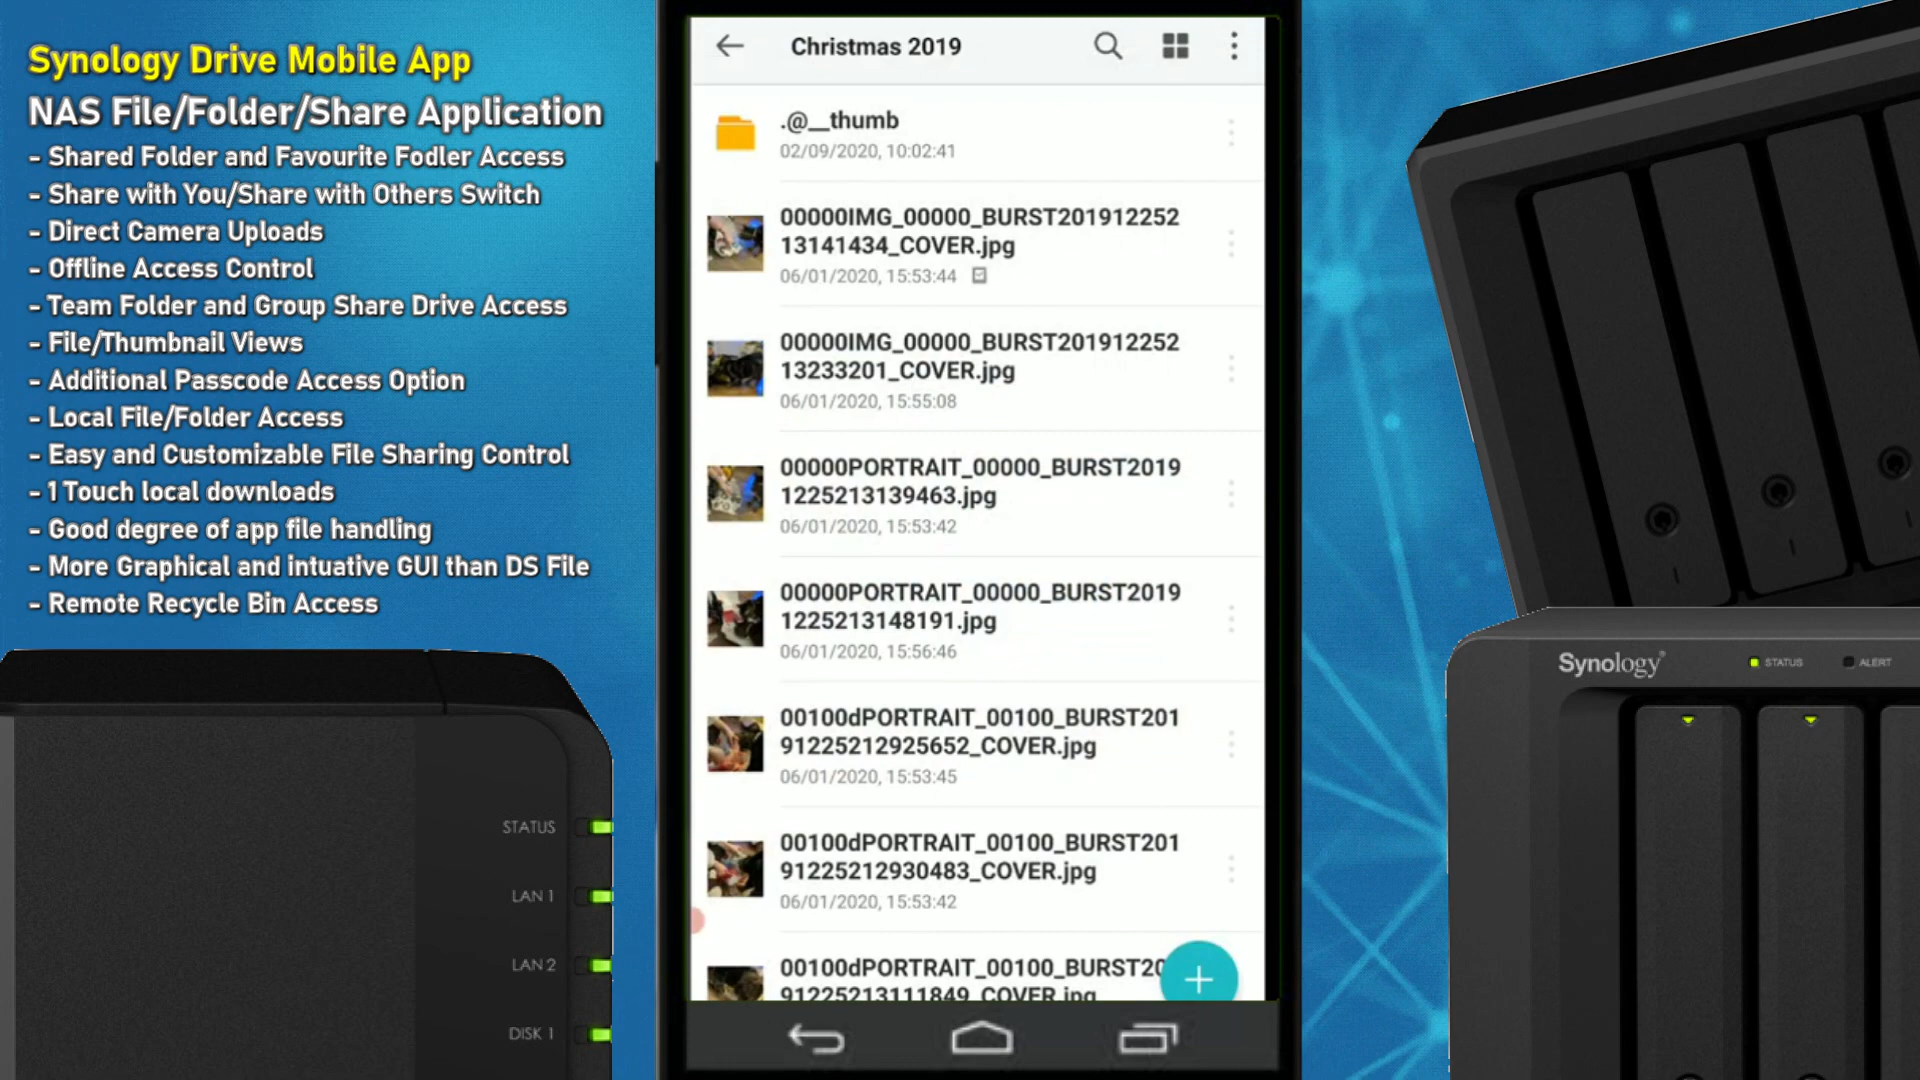 Synology Drive Mobile App
NAS File/Folder/Share Application
- Shared Folder and Favourite Fodler Access
- Share with You/Share with Others Switch
- Direct Camera Uploads
- Offline Access Control
- Team Folder and Group Share Drive Access
- File/Thumbnail Views
- Additional Passcode Access Option
- Local File/Folder Access
- Easy and Customizable File Sharing Control
- 1 Touch local downloads
- Good degree of app file handling
- More Graphical and intuative GUI than DS File
- Remote Recycle Bin Access
STATUS
LAN 1
LAN 2
DISK 1
Christmas 2019
.@__thumb
02/09/2020, 10:02:41
00000IMG_00000_BURST201912252
13141434_COVER.jpg
06/01/2020, 15:53:44
00000IMG_00000_BURST201912252
13233201_COVER.jpg
06/01/2020, 15:55:08
00000PORTRAIT_00000_BURST2019
1225213139463.jpg
06/01/2020, 15:53:42
00000PORTRAIT_00000_BURST2019
1225213148191.jpg
06/01/2020, 15:56:46
00100dPORTRAIT_00100_BURST201
91225212925652_COVER.jpg
06/01/2020, 15:53:45
00100dPORTRAIT_00100_BURST201
91225212930483_COVER.jpg
06/01/2020, 15:53:42
00100dPORTRAIT_00100_BURST20
91225213111849_COVER.jpg
Synology®
STATUS
ALERT